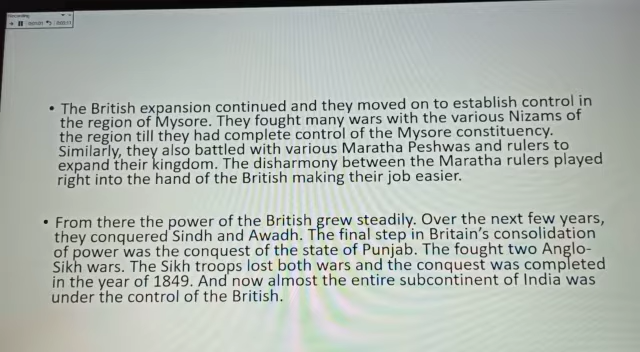 Recording
• The British expansion continued and they moved on to establish control in
the region of Mysore. They fought many wars with the various Nizams of
the region till they had complete control of the Mysore constituency.
Similarly, they also battled with various Maratha Peshwas and rulers to
expand their kingdom. The disharmony between the Maratha rulers played
right into the hand of the British making their job easier.
• From there the power of the British grew steadily. Over the next few years,
they conquered Sindh and Awadh. The final step in Britain's consolidation
of power was the conquest of the state of Punjab. The fought two Anglo-
Sikh wars. The Sikh troops lost both wars and the conquest was completed
in the year of 1849. And now almost the entire subcontinent of India was
under the control of the British.